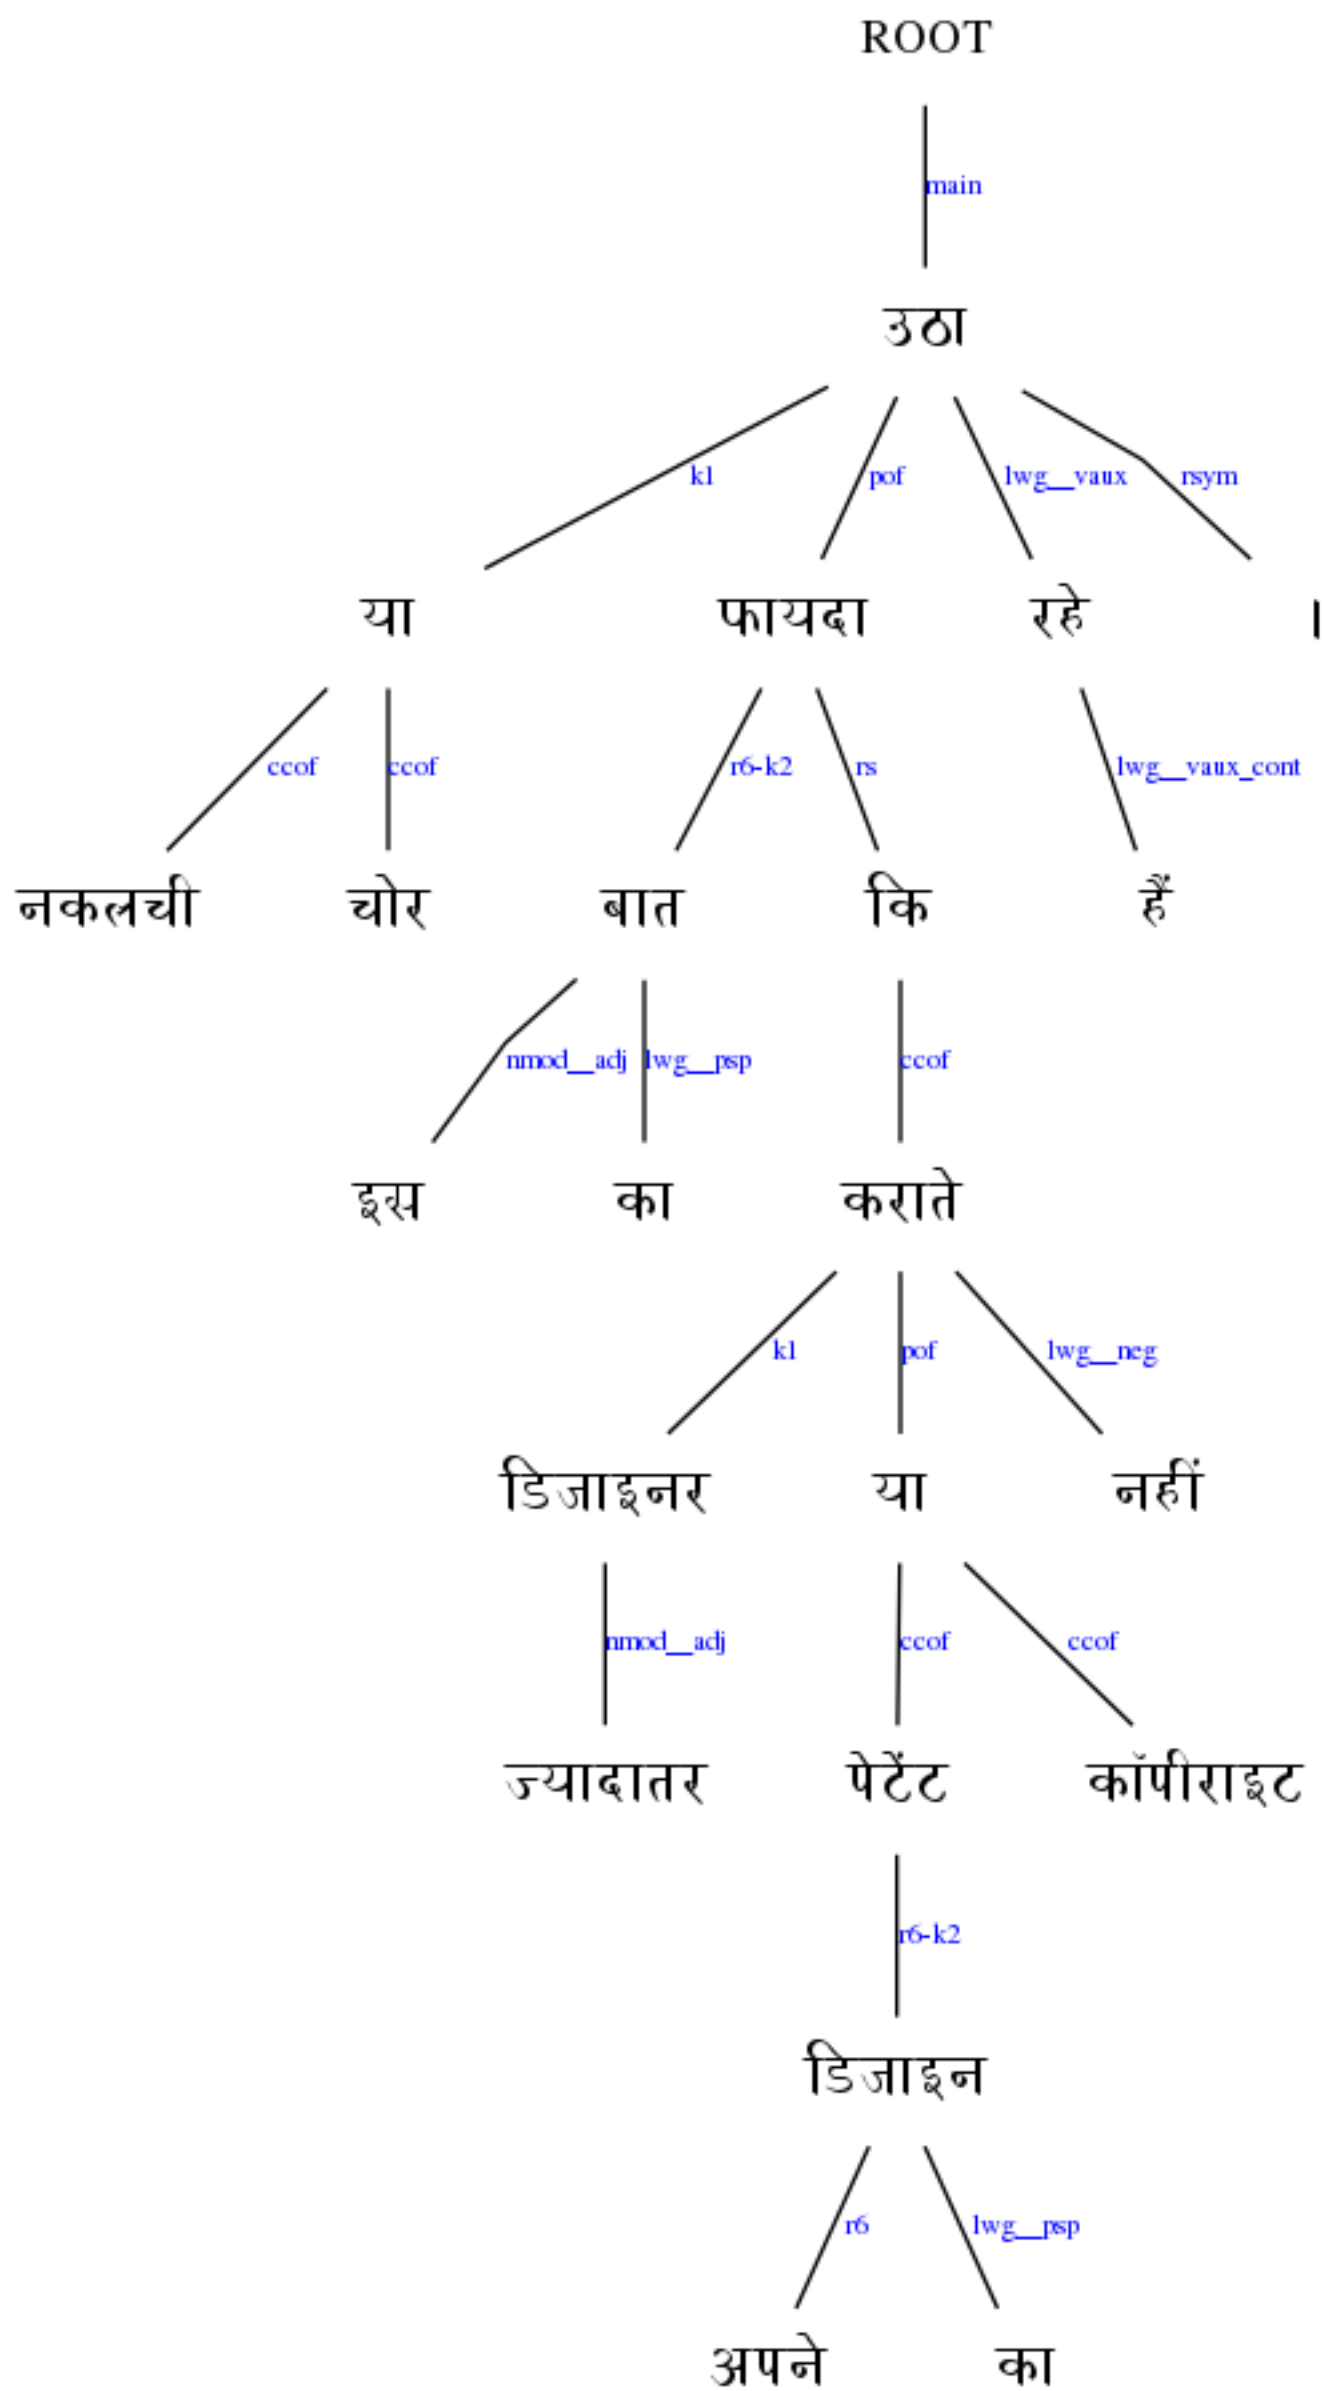 ROOT
main
उठा
k1 pof lwg__vaux rsym
या फायदा रहे ।
ccof ccof r6-k2 rs lwg__vaux_cont
नकलची चोर बात कि हैं
nmod__adj lwg__psp ccof
इस का कराते
k1 pof lwg__neg
डिजाइनर या नहीं
nmod__adj ccof ccof
ज्यादातर पेटेंट कॉपीराइट
r6-k2
डिजाइन
r6 lwg__psp
अपने का